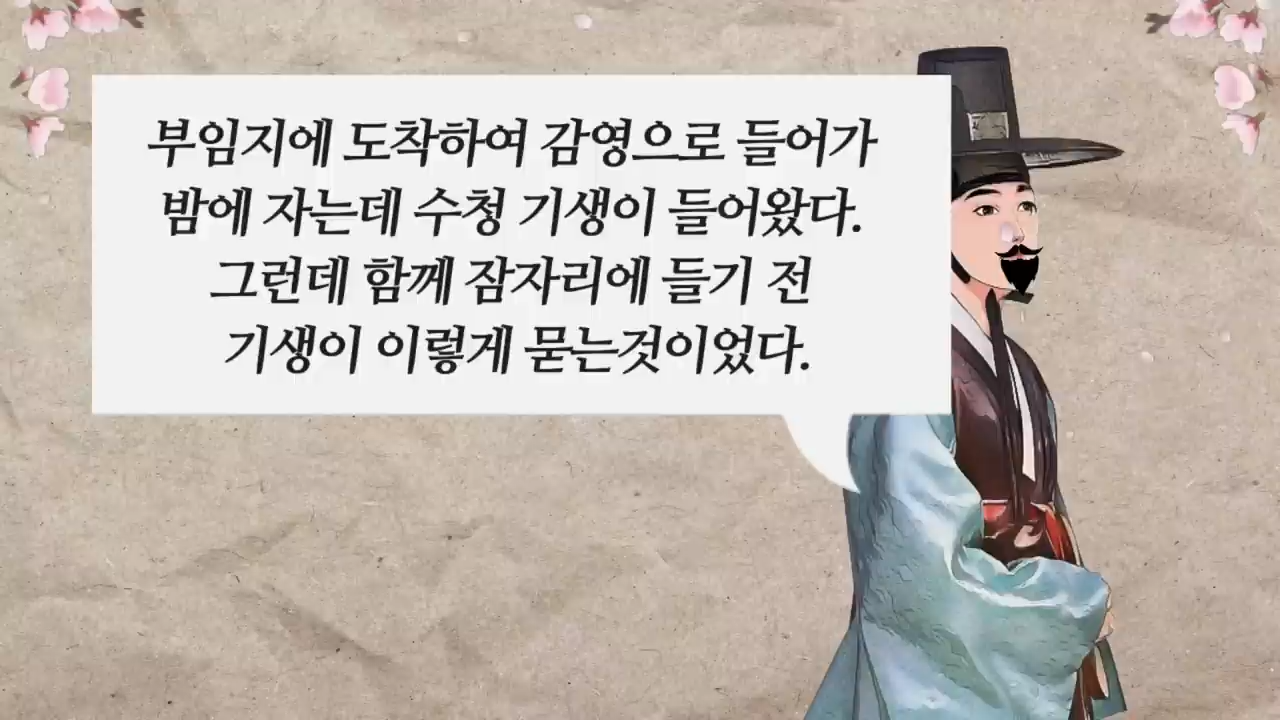 부임지에 도착하여 감영으로 들어가
밤에 자는데 수청 기생이 들어왔다.
그런데 함께 잠자리에 들기 전
기생이 이렇게 묻는것이었다.